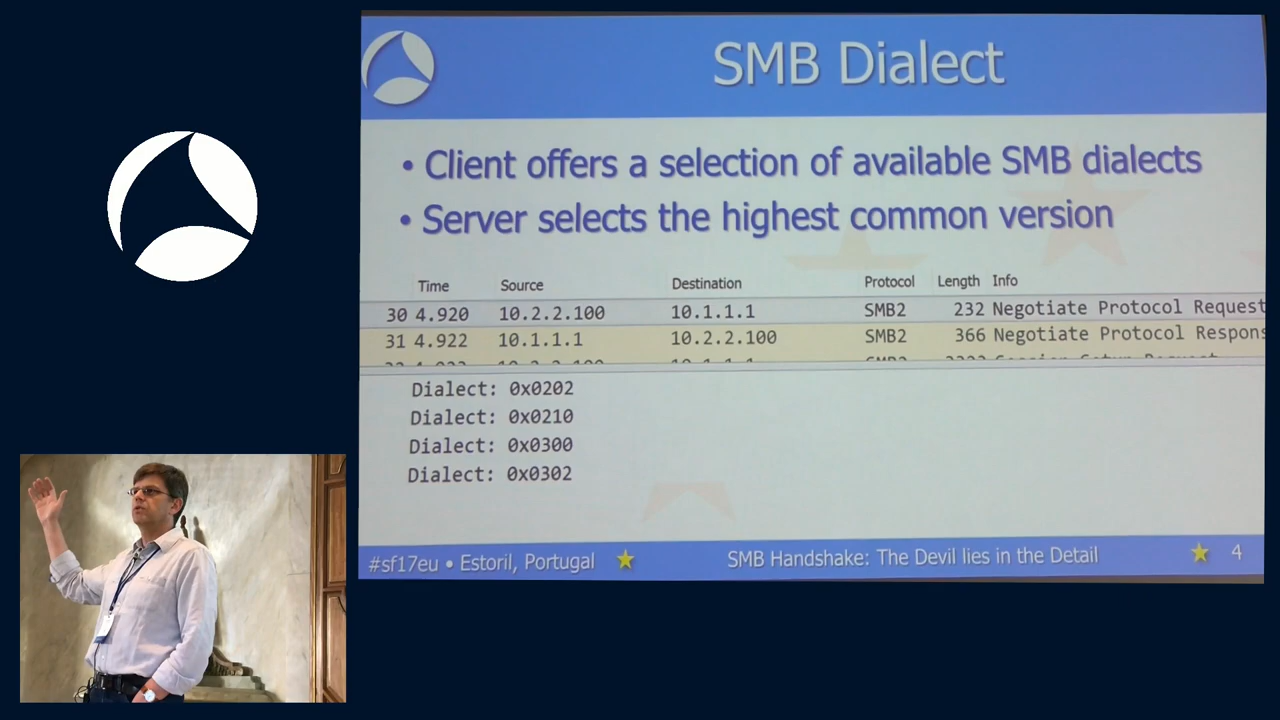 SMB Dialect
• Client offers a selection of available SMB dialects
• Server selects the highest common version
Time Source Destination Protocol Length Info
30 4.920 10.2.2.100 10.1.1.1 SMB2 232 Negotiate Protocol Request
31 4.922 10.1.1.1 10.2.2.100 SMB2 366 Negotiate Protocol Respons
Dialect: 0x0202
Dialect: 0x0210
Dialect: 0x0300
Dialect: 0x0302
#sf17eu • Estoril, Portugal SMB Handshake: The Devil lies in the Detail 4